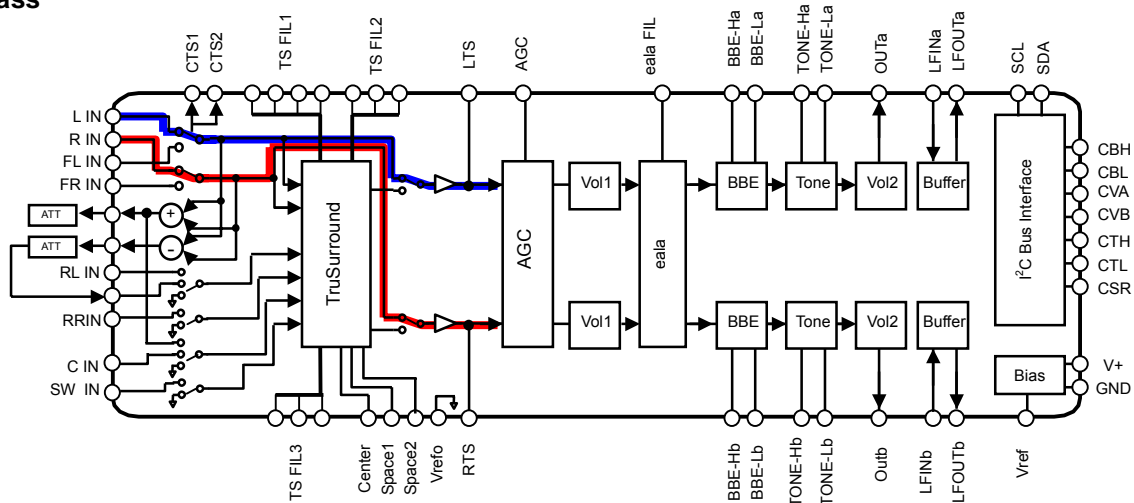 ass
CTS1
CTS2
TS FIL1
TS FIL2
LTS
AGC
eala FIL
BBE-Ha
BBE-La
TONE-Ha
TONE-La
OUTa
LFINa
LFOUTa
SCL
SDA
L IN
R IN
FL IN
FR IN
ATT
+
ATT
-
RL IN
RRIN
C IN
SW IN
TruSurround
AGC
Vol1
eala
BBE
Tone
Vol2
Buffer
I2C Bus Interface
CBH
CBL
CVA
CVB
CTH
CTL
CSR
Vol1
BBE
Tone
Vol2
Buffer
Bias
V+
GND
TS FIL3
Center
Space1
Space2
Vrefo
RTS
BBE-Hb
BBE-Lb
TONE-Hb
TONE-Lb
Outb
LFINb
LFOUTb
Vref